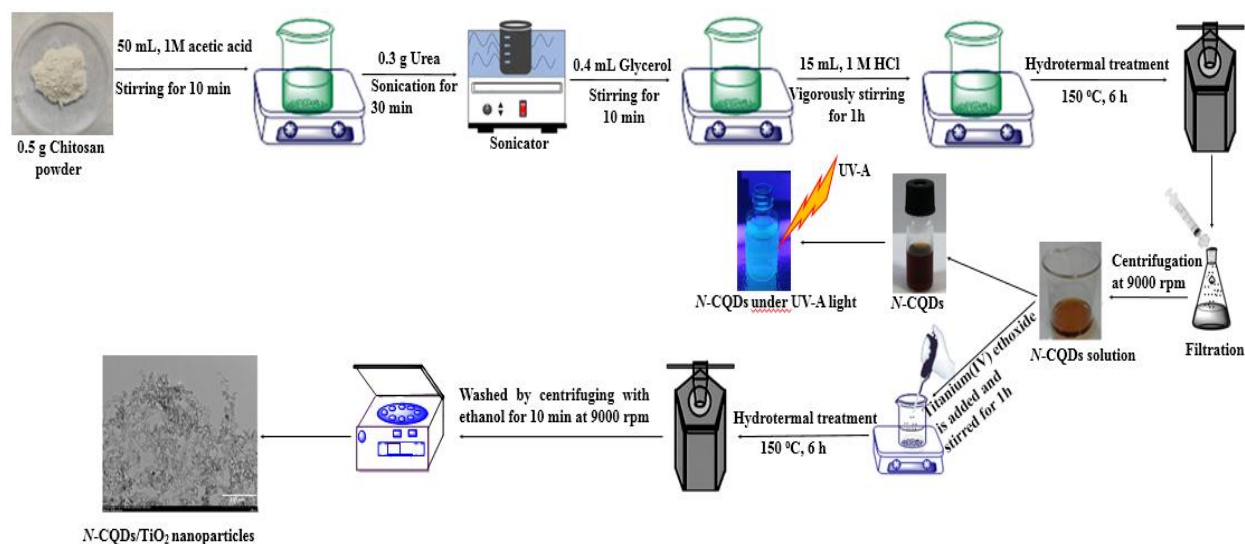 50 mL, 1M acetic acid
Stirring for 10 min
0.5 g Chitosan
powder
0.3 g Urea
Sonication for
30 min
Sonicator
0.4 mL Glycerol
Stirring for
10 min
15 mL, 1 M HCl
Vigorously stirring
for 1h
Hydrotermal treatment
150 ⁰C, 6 h
UV-A
N-CQDs under UV-A light
N-CQDs
N-CQDs solution
Centrifugation
at 9000 rpm
Filtration
Titanium(IV) ethoxide
is added and
stirred for 1h
Hydrotermal treatment
150 ⁰C, 6 h
Washed by centrifuging with
ethanol for 10 min at 9000 rpm
N-CQDs/TiO₂ nanoparticles